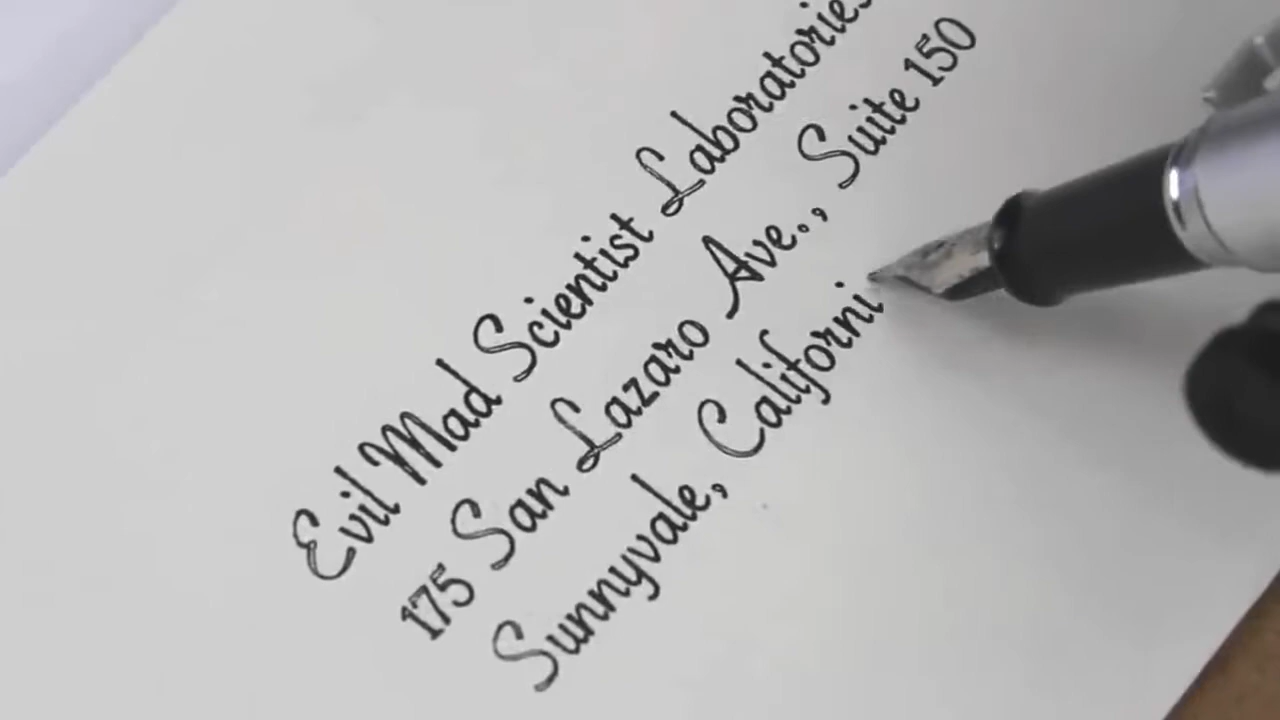 Evil Mad Scientist Laboratories
175 San Lazaro Ave., Suite 150
Sunnyvale, Californi